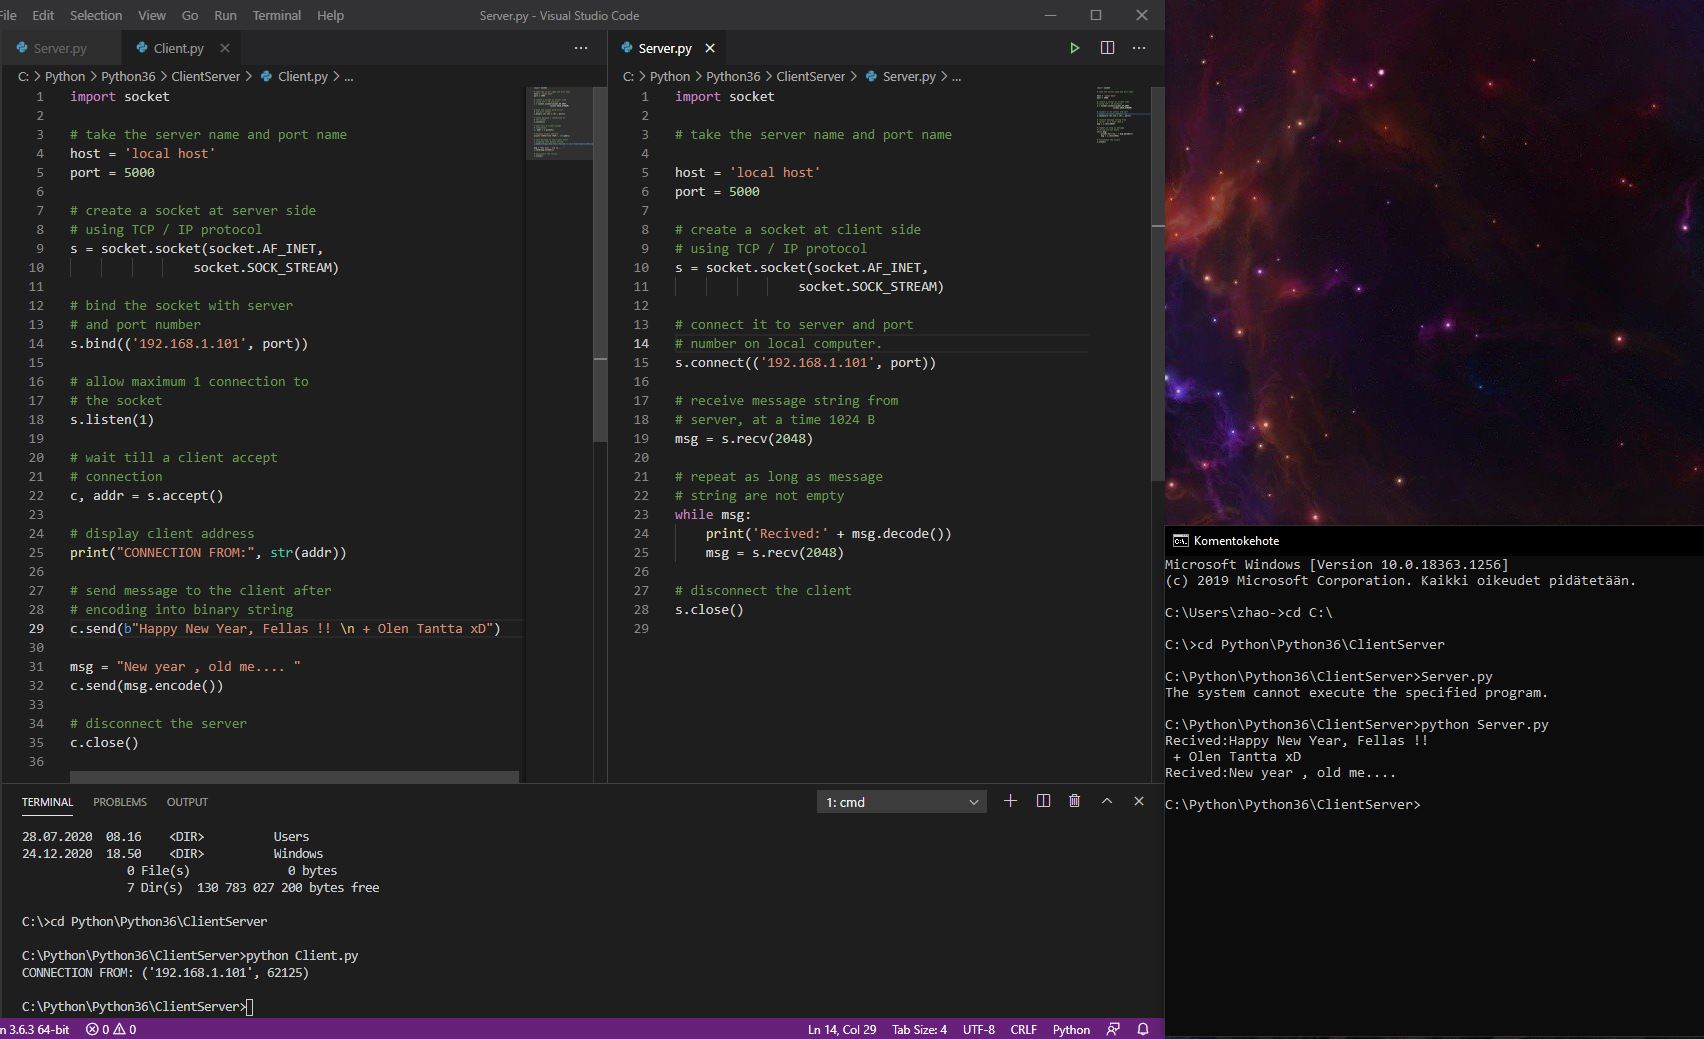 File Edit Selection View Go Run Terminal Help
Server.py - Visual Studio Code
Server.py
Client.py
C: > Python > Python36 > ClientServer > Client.py > ...
1 import socket
2
3 # take the server name and port name
4 host = 'local host'
5 port = 5000
6
7 # create a socket at server side
8 # using TCP / IP protocol
9 s = socket.socket(socket.AF_INET,
10 socket.SOCK_STREAM)
11
12 # bind the socket with server
13 # and port number
14 s.bind(('192.168.1.101', port))
15
16 # allow maximum 1 connection to
17 # the socket
18 s.listen(1)
19
20 # wait till a client accept
21 # connection
22 c, addr = s.accept()
23
24 # display client address
25 print("CONNECTION FROM:", str(addr))
26
27 # send message to the client after
28 # encoding into binary string
29 c.send(b"Happy New Year, Fellas !! \n + Olen Tantta xD")
30
31 msg = "New year , old me.... "
32 c.send(msg.encode())
33
34 # disconnect the server
35 c.close()
36
Server.py
C: > Python > Python36 > ClientServer > Server.py > ...
1 import socket
2
3 # take the server name and port name
4
5 host = 'local host'
6 port = 5000
7
8 # create a socket at client side
9 # using TCP / IP protocol
10 s = socket.socket(socket.AF_INET,
11 socket.SOCK_STREAM)
12
13 # connect it to server and port
14 # number on local computer.
15 s.connect(('192.168.1.101', port))
16
17 # receive message string from
18 # server, at a time 1024 B
19 msg = s.recv(2048)
20
21 # repeat as long as message
22 # string are not empty
23 while msg:
24 print('Recived:' + msg.decode())
25 msg = s.recv(2048)
26
27 # disconnect the client
28 s.close()
29
TERMINAL PROBLEMS OUTPUT
1: cmd
28.07.2020 08.16 <DIR> Users
24.12.2020 18.50 <DIR> Windows
0 File(s) 0 bytes
7 Dir(s) 130 783 027 200 bytes free
C:\>cd Python\Python36\ClientServer
C:\Python\Python36\ClientServer>python Client.py
CONNECTION FROM: ('192.168.1.101', 62125)
C:\Python\Python36\ClientServer>
n 3.6.3 64-bit 0 0
Ln 14, Col 29 Tab Size: 4 UTF-8 CRLF Python
Komentokehote
Microsoft Windows [Version 10.0.18363.1256]
(c) 2019 Microsoft Corporation. Kaikki oikeudet pidätetään.
C:\Users\zhao->cd C:\
C:\>cd Python\Python36\ClientServer
C:\Python\Python36\ClientServer>Server.py
The system cannot execute the specified program.
C:\Python\Python36\ClientServer>python Server.py
Recived:Happy New Year, Fellas !!
+ Olen Tantta xD
Recived:New year , old me....
C:\Python\Python36\ClientServer>